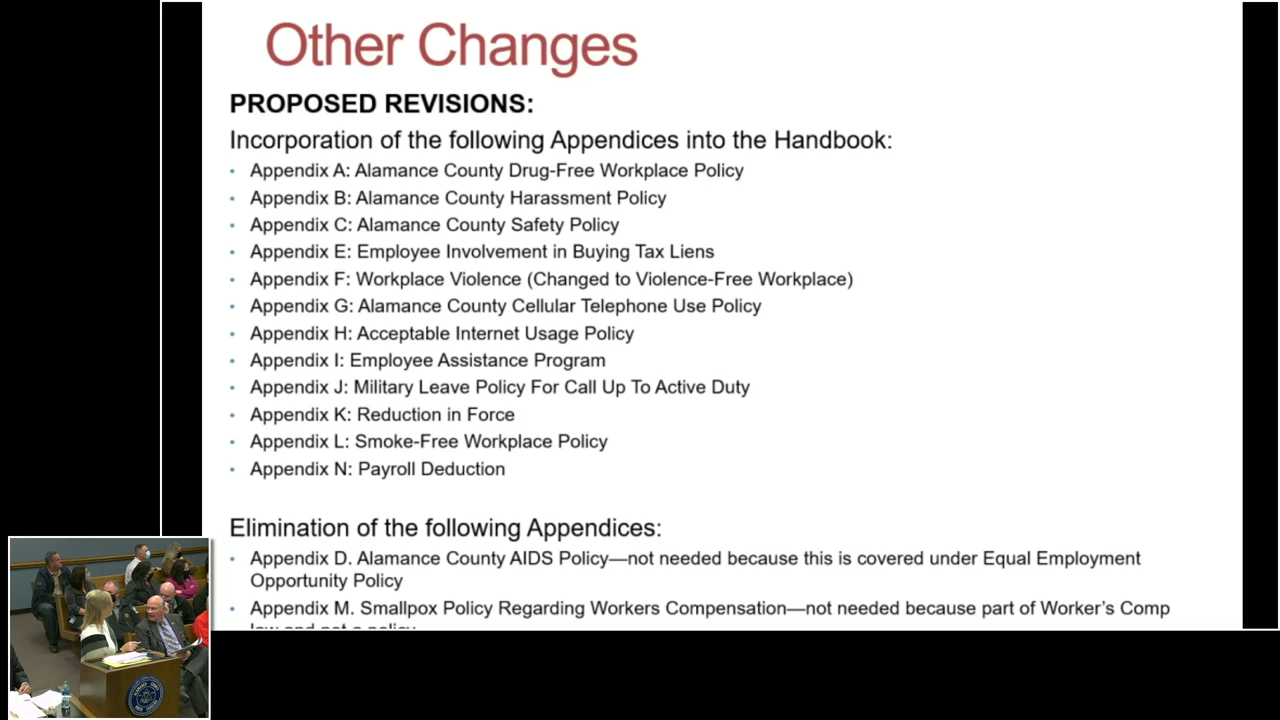 Other Changes
PROPOSED REVISIONS:
Incorporation of the following Appendices into the Handbook:
• Appendix A: Alamance County Drug-Free Workplace Policy
• Appendix B: Alamance County Harassment Policy
• Appendix C: Alamance County Safety Policy
• Appendix E: Employee Involvement in Buying Tax Liens
• Appendix F: Workplace Violence (Changed to Violence-Free Workplace)
• Appendix G: Alamance County Cellular Telephone Use Policy
• Appendix H: Acceptable Internet Usage Policy
• Appendix I: Employee Assistance Program
• Appendix J: Military Leave Policy For Call Up To Active Duty
• Appendix K: Reduction in Force
• Appendix L: Smoke-Free Workplace Policy
• Appendix N: Payroll Deduction
Elimination of the following Appendices:
• Appendix D. Alamance County AIDS Policy—not needed because this is covered under Equal Employment
Opportunity Policy
• Appendix M. Smallpox Policy Regarding Workers Compensation—not needed because part of Worker's Comp
law and not a policy